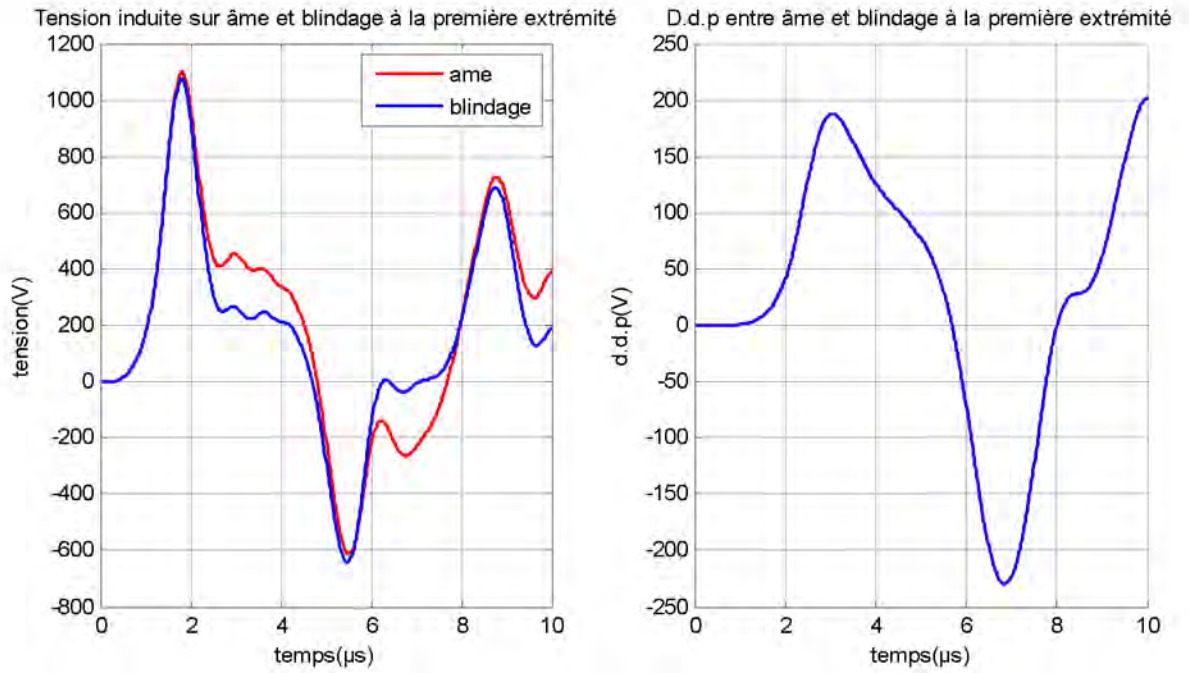 Tension induite sur âme et blindage à la première extrémité
1200
1000
800
600
400
200
0
-200
-400
-600
-800
tension(V)
ame
blindage
0 2 4 6 8 10
temps(µs)
D.d.p entre âme et blindage à la première extrémité
250
200
150
100
50
0
-50
-100
-150
-200
-250
d.d.p(V)
0 2 4 6 8 10
temps(µs)